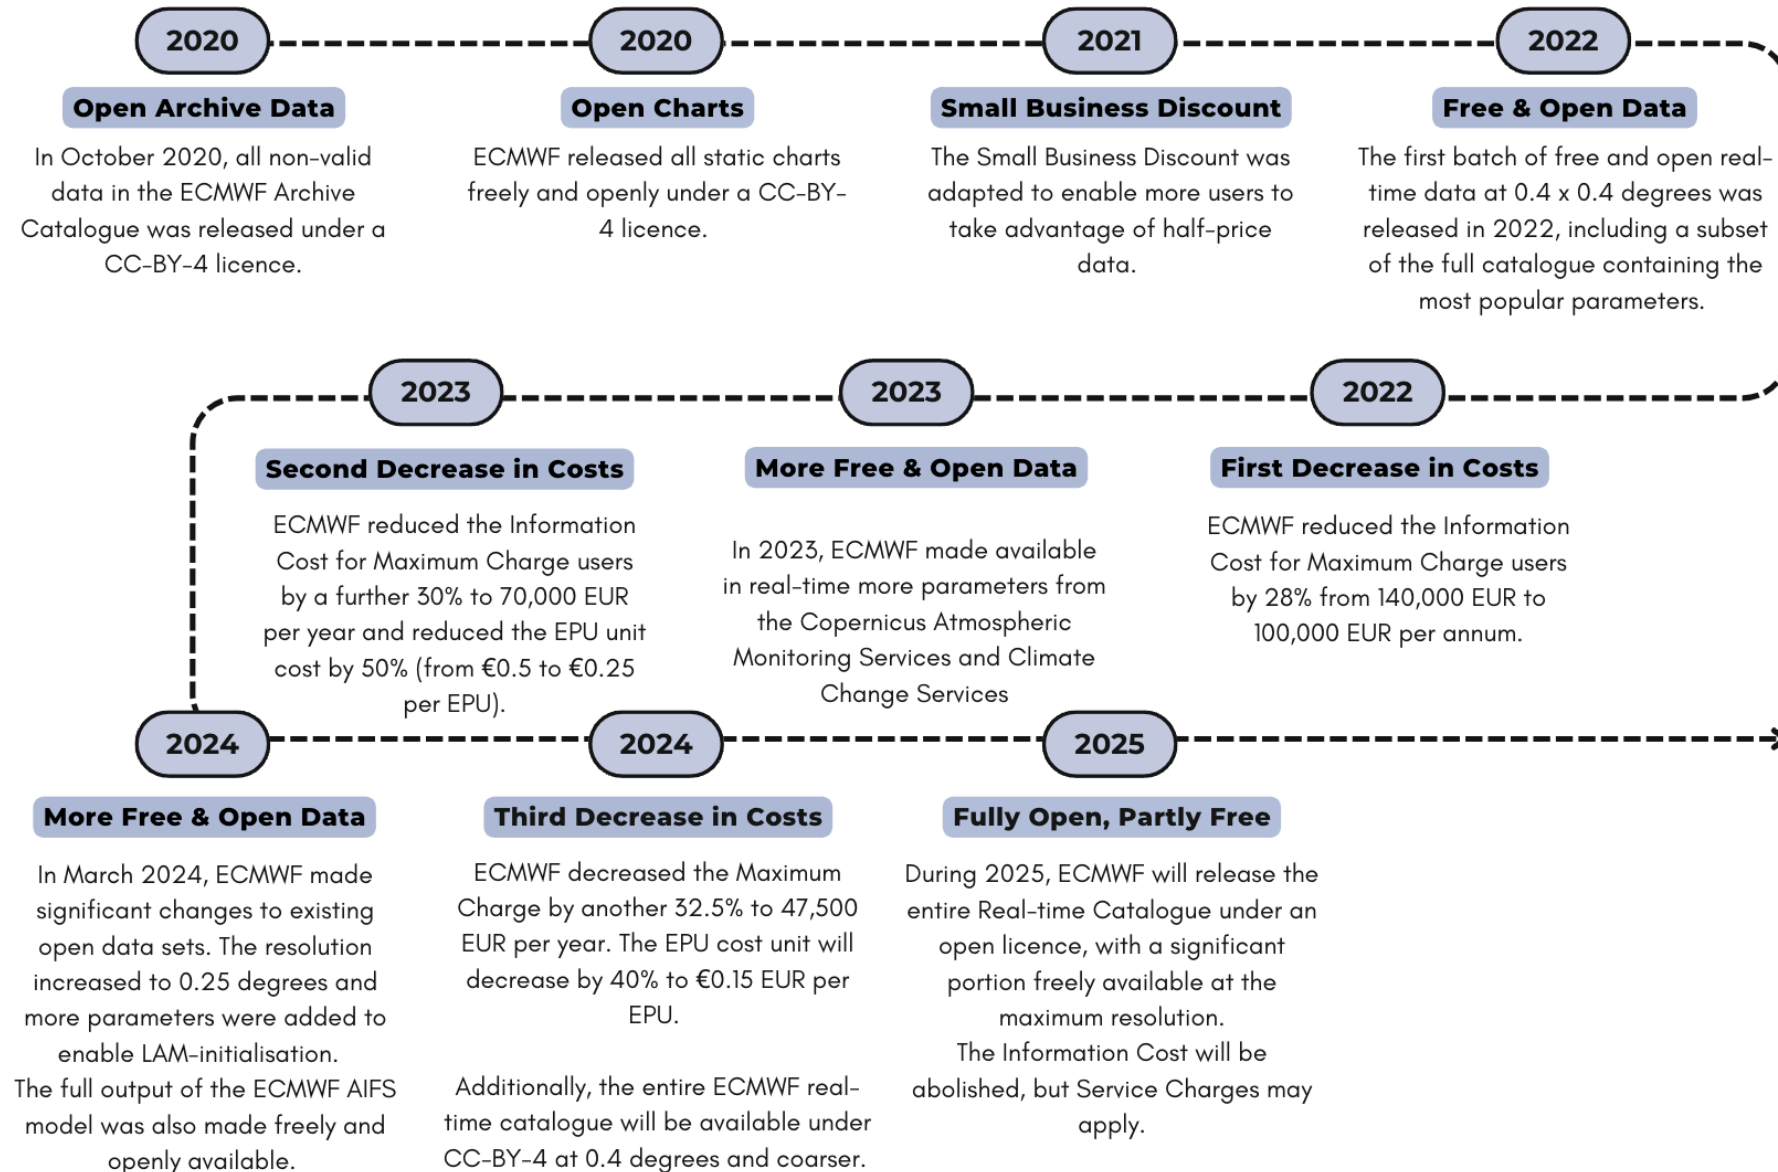 2020
Open Archive Data
In October 2020, all non-valid
data in the ECMWF Archive
Catalogue was released under a
CC-BY-4 licence.
2020
Open Charts
ECMWF released all static charts
freely and openly under a CC-BY-
4 licence.
2021
Small Business Discount
The Small Business Discount was
adapted to enable more users to
take advantage of half-price
data.
2022
Free & Open Data
The first batch of free and open real-
time data at 0.4 x 0.4 degrees was
released in 2022, including a subset
of the full catalogue containing the
most popular parameters.
2022
First Decrease in Costs
ECMWF reduced the Information
Cost for Maximum Charge users
by 28% from 140,000 EUR to
100,000 EUR per annum.
2023
More Free & Open Data
In 2023, ECMWF made available
in real-time more parameters from
the Copernicus Atmospheric
Monitoring Services and Climate
Change Services
2023
Second Decrease in Costs
ECMWF reduced the Information
Cost for Maximum Charge users
by a further 30% to 70,000 EUR
per year and reduced the EPU unit
cost by 50% (from €0.5 to €0.25
per EPU).
2024
More Free & Open Data
In March 2024, ECMWF made
significant changes to existing
open data sets. The resolution
increased to 0.25 degrees and
more parameters were added to
enable LAM-initialisation.
The full output of the ECMWF AIFS
model was also made freely and
openly available.
2024
Third Decrease in Costs
ECMWF decreased the Maximum
Charge by another 32.5% to 47,500
EUR per year. The EPU cost unit will
decrease by 40% to €0.15 EUR per
EPU.
Additionally, the entire ECMWF real-
time catalogue will be available under
CC-BY-4 at 0.4 degrees and coarser.
2025
Fully Open, Partly Free
During 2025, ECMWF will release the
entire Real-time Catalogue under an
open licence, with a significant
portion freely available at the
maximum resolution.
The Information Cost will be
abolished, but Service Charges may
apply.